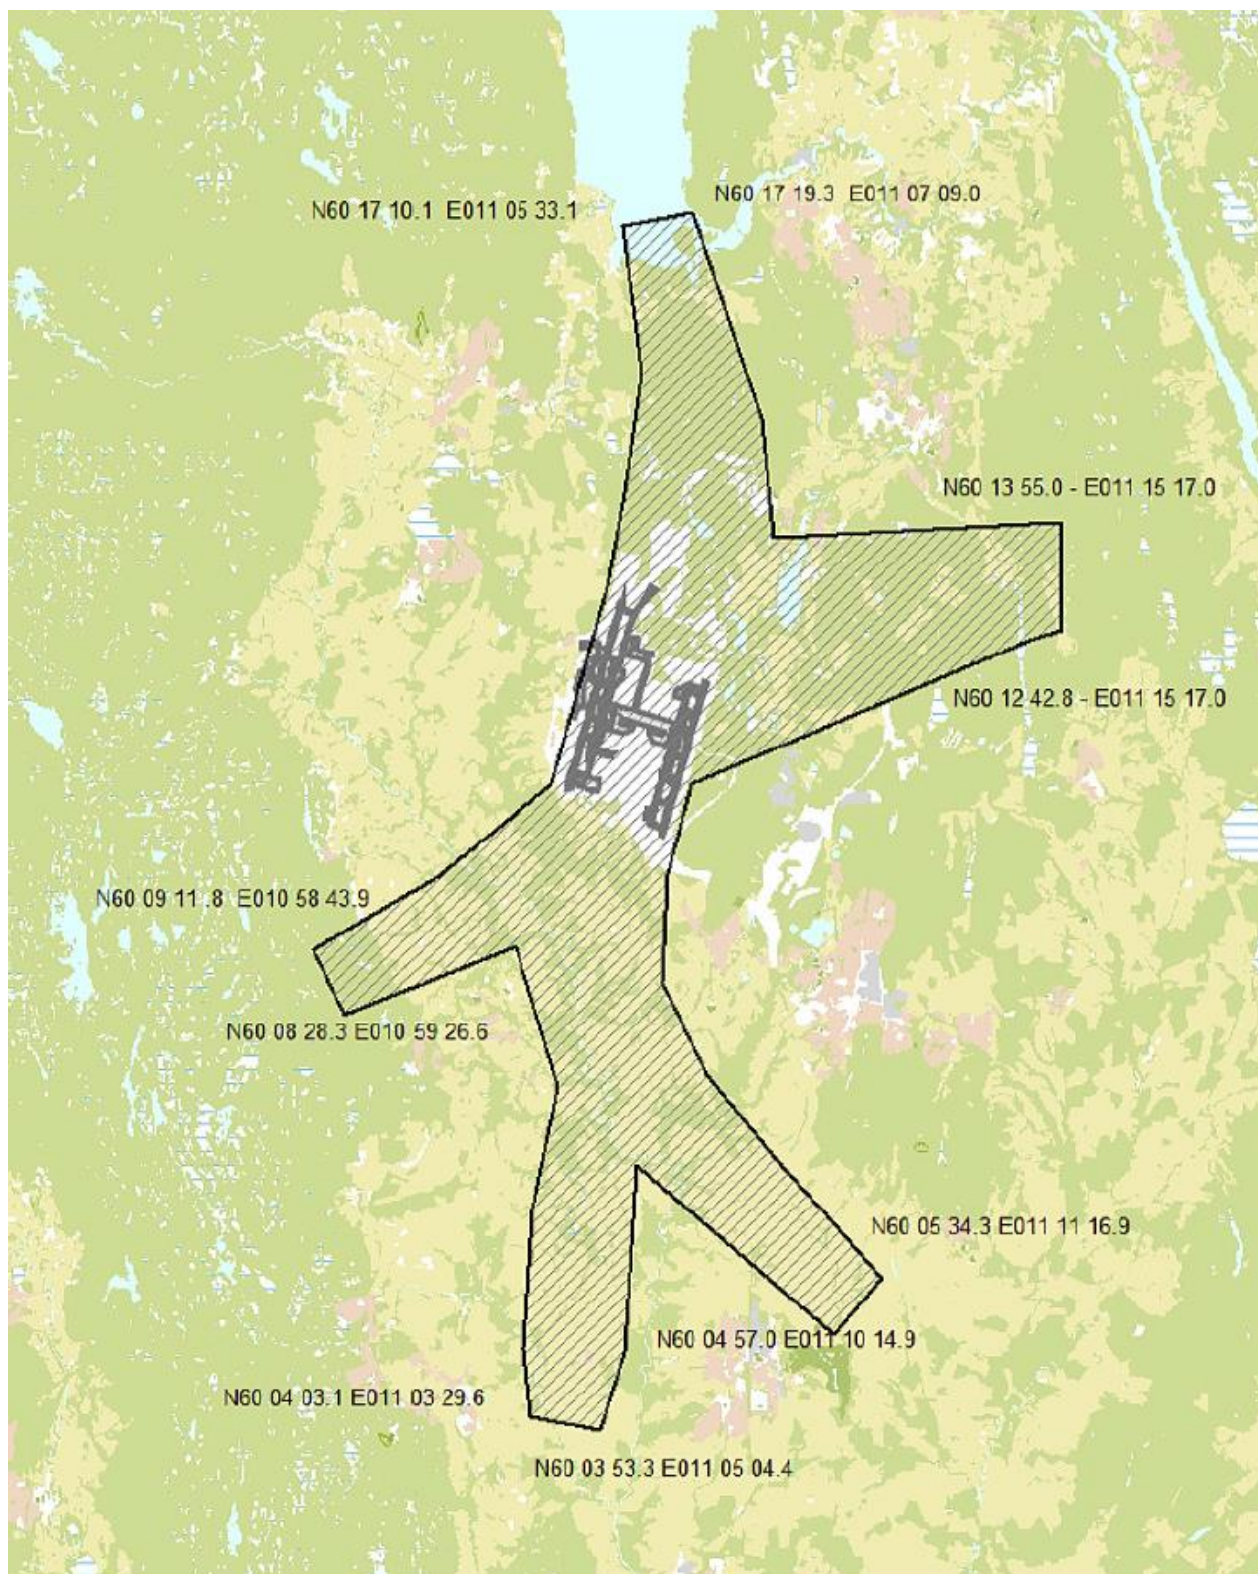 N60 17 10.1 E011 05 33.1
N60 17 19.3 E011 07 09.0
N60 13 55.0 - E011 15 17.0
N60 12 42.8 - E011 15 17.0
N60 09 11.8 E010 58 43.9
N60 08 28.3 E010 59 26.6
N60 05 34.3 E011 11 16.9
N60 04 57.0 E011 10 14.9
N60 04 03.1 E011 03 29.6
N60 03 53.3 E011 05 04.4